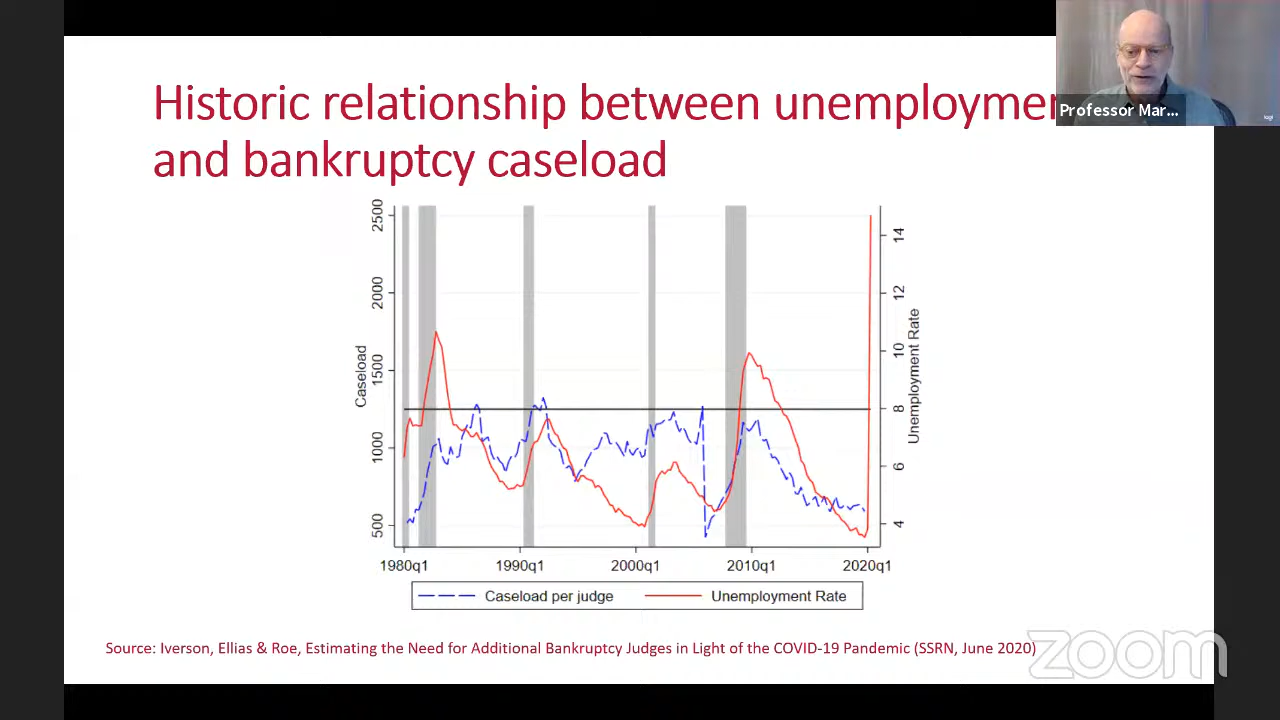 Historic relationship between unemployme
and bankruptcy caseload
Professor Mar...
2500
2000
1500
1000
500
Caseload
14
12
10
8
6
4
Unemployment Rate
1980q1 1990q1 2000q1 2010q1 2020q1
Caseload per judge Unemployment Rate
Source: Iverson, Ellias & Roe, Estimating the Need for Additional Bankruptcy Judges in Light of the COVID-19 Pandemic (SSRN, June 2020)
zoom